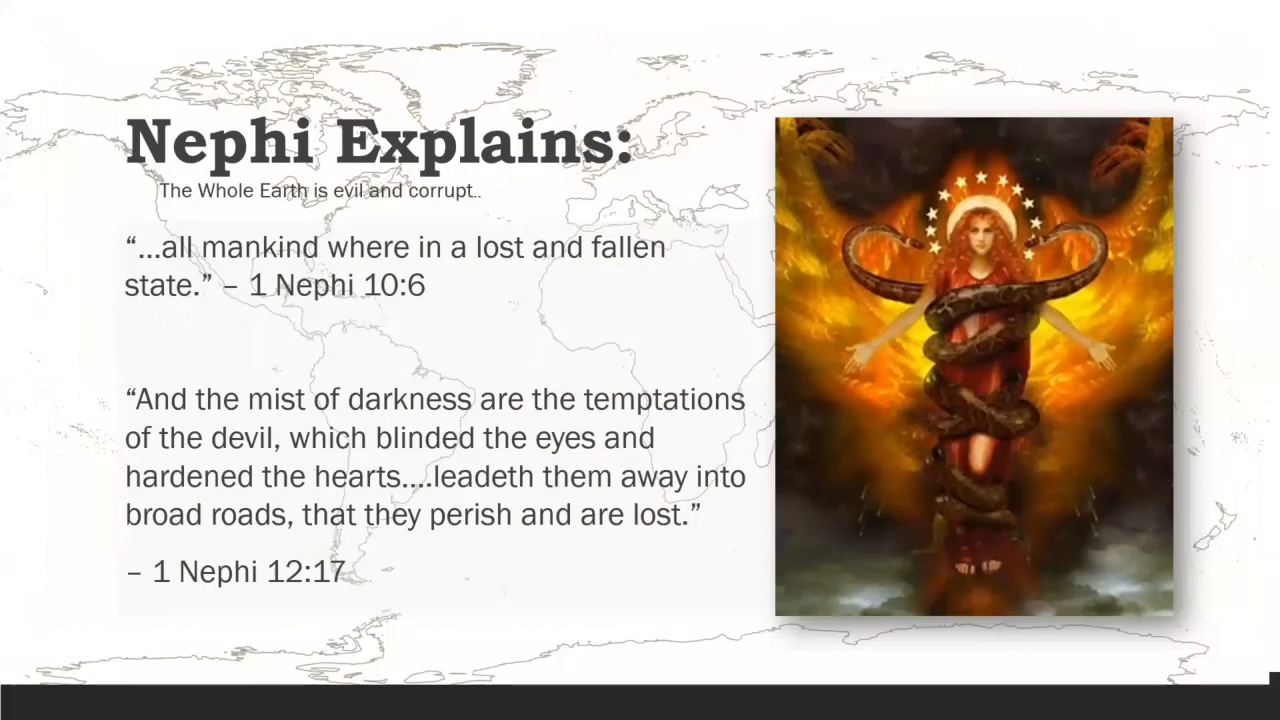 Nephi Explains:
The Whole Earth is evil and corrupt..
“...all mankind where in a lost and fallen
state.” – 1 Nephi 10:6
“And the mist of darkness are the temptations
of the devil, which blinded the eyes and
hardened the hearts....leadeth them away into
broad roads, that they perish and are lost.”
– 1 Nephi 12:17